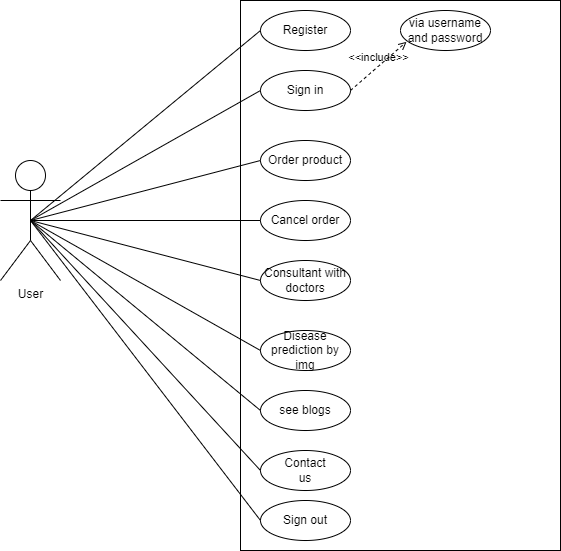 Register
via username
and password
<<include>>
Sign in
Order product
Cancel order
Consultant with
doctors
User
Disease
prediction by
img
see blogs
Contact
us
Sign out